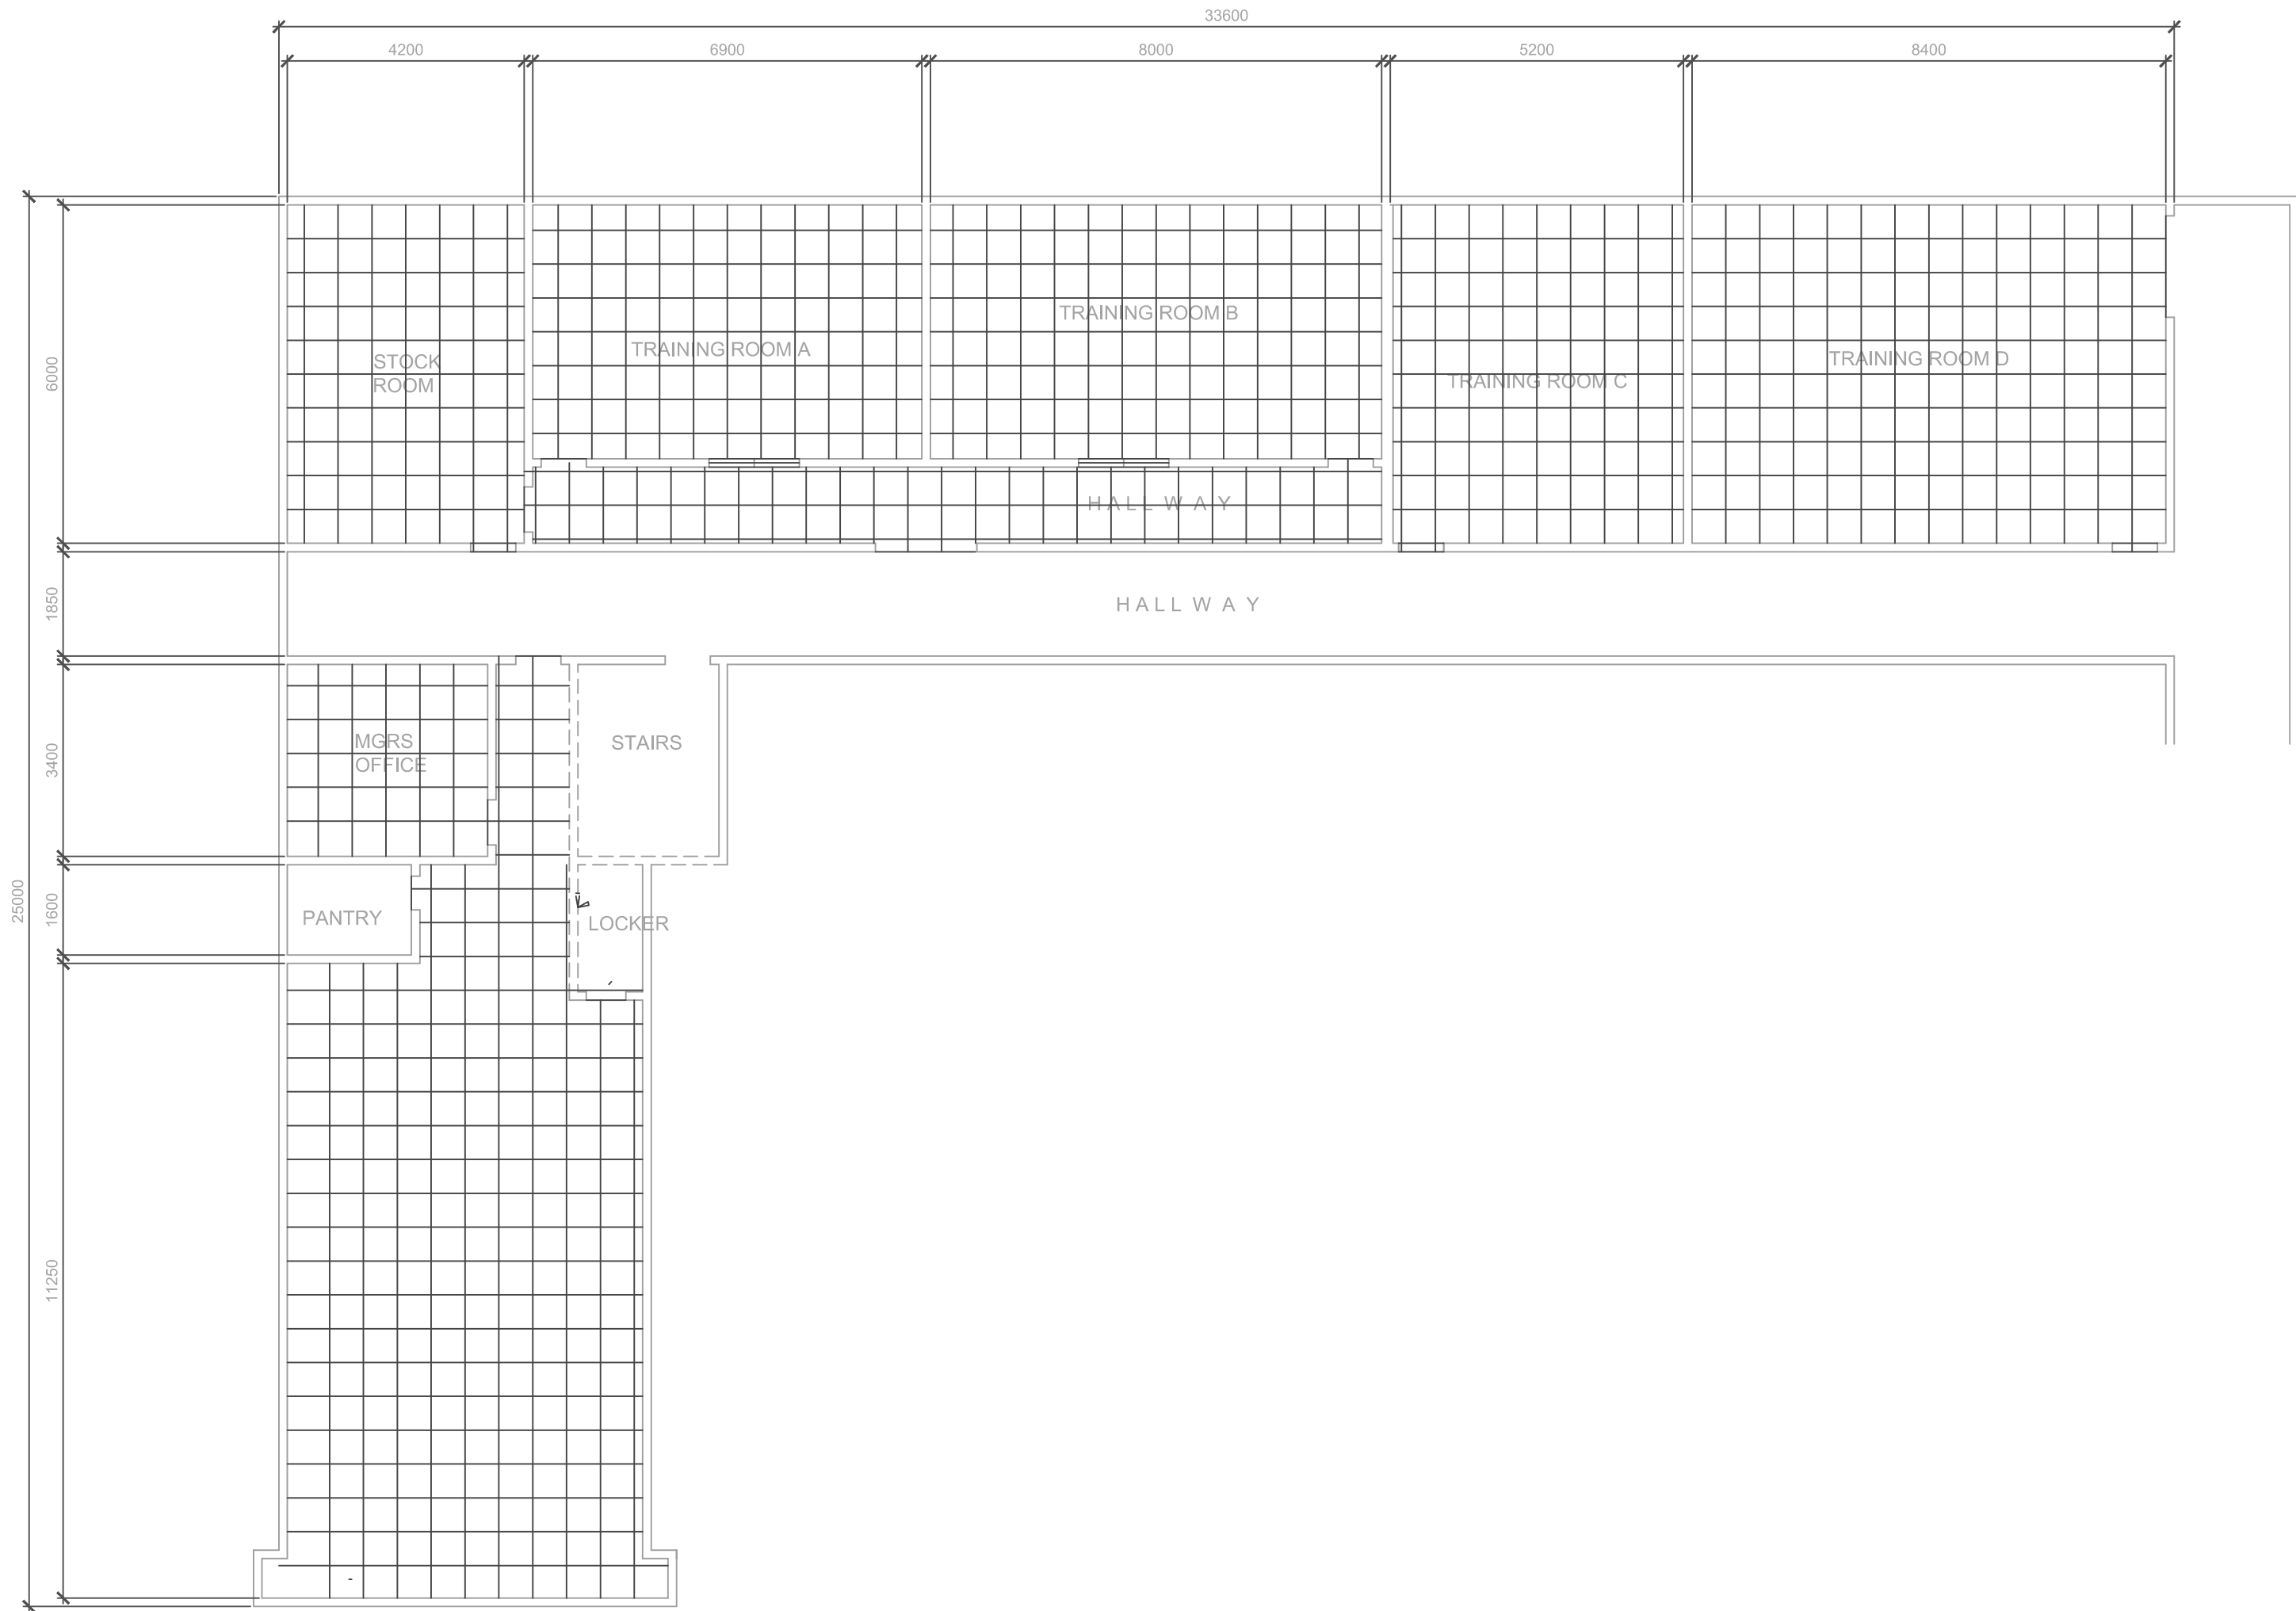 33600
4200
6900
8000
5200
8400
TRAINING ROOM B
TRAINING ROOM A
STOCK
ROOM
TRAINING ROOM C
TRAINING ROOM D
6000
HALLWAY
1850
HALLWAY
MGRS
OFFICE
STAIRS
3400
25000
1600
PANTRY
LOCKER
11250